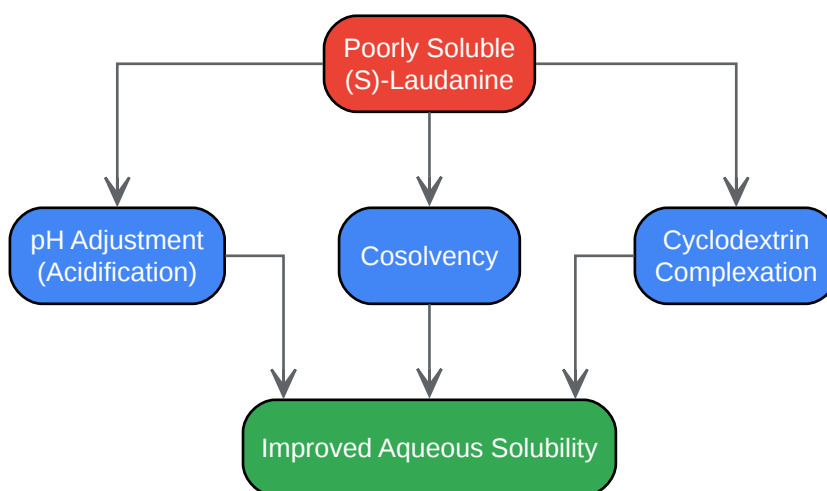 Poorly Soluble
(S)-Laudanine
pH Adjustment
(Acidification)
Cosolvency
Cyclodextrin
Complexation
Improved Aqueous Solubility